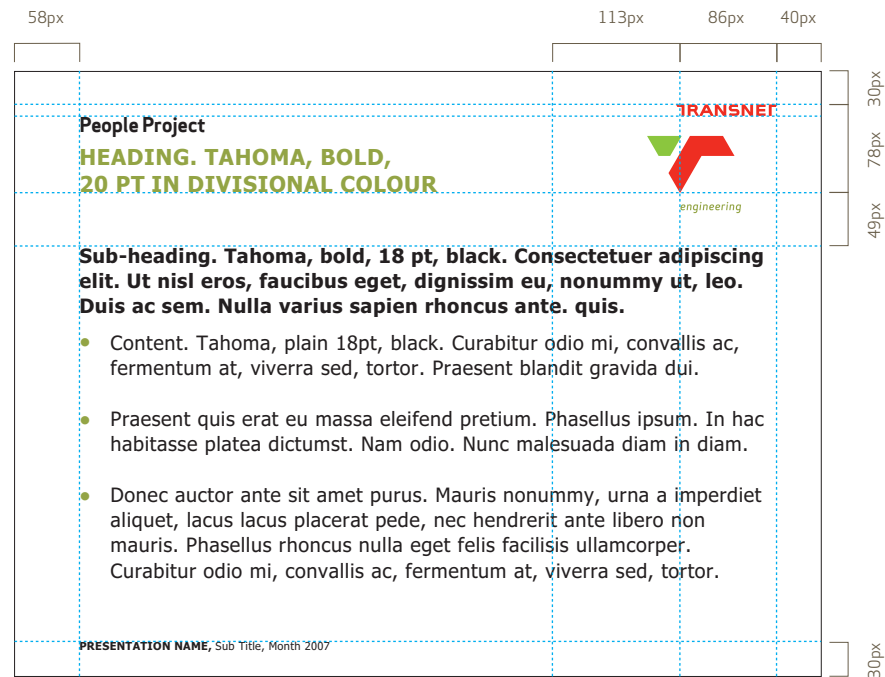 58px
113px 86px 40px
30px
TRANSNET
People Project
78px
HEADING. TAHOMA, BOLD,
20 PT IN DIVISIONAL COLOUR
engineering
49px
Sub-heading. Tahoma, bold, 18 pt, black. Consectetuer adipiscing
elit. Ut nisl eros, faucibus eget, dignissim eu, nonummy ut, leo.
Duis ac sem. Nulla varius sapien rhoncus ante. quis.
• Content. Tahoma, plain 18pt, black. Curabitur odio mi, convallis ac,
fermentum at, viverra sed, tortor. Praesent blandit gravida dui.
• Praesent quis erat eu massa eleifend pretium. Phasellus ipsum. In hac
habitasse platea dictumst. Nam odio. Nunc malesuada diam in diam.
• Donec auctor ante sit amet purus. Mauris nonummy, urna a imperdiet
aliquet, lacus lacus placerat pede, nec hendrerit ante libero non
mauris. Phasellus rhoncus nulla eget felis facilisis ullamcorper.
Curabitur odio mi, convallis ac, fermentum at, viverra sed, tortor.
PRESENTATION NAME, Sub Title, Month 2007
30px